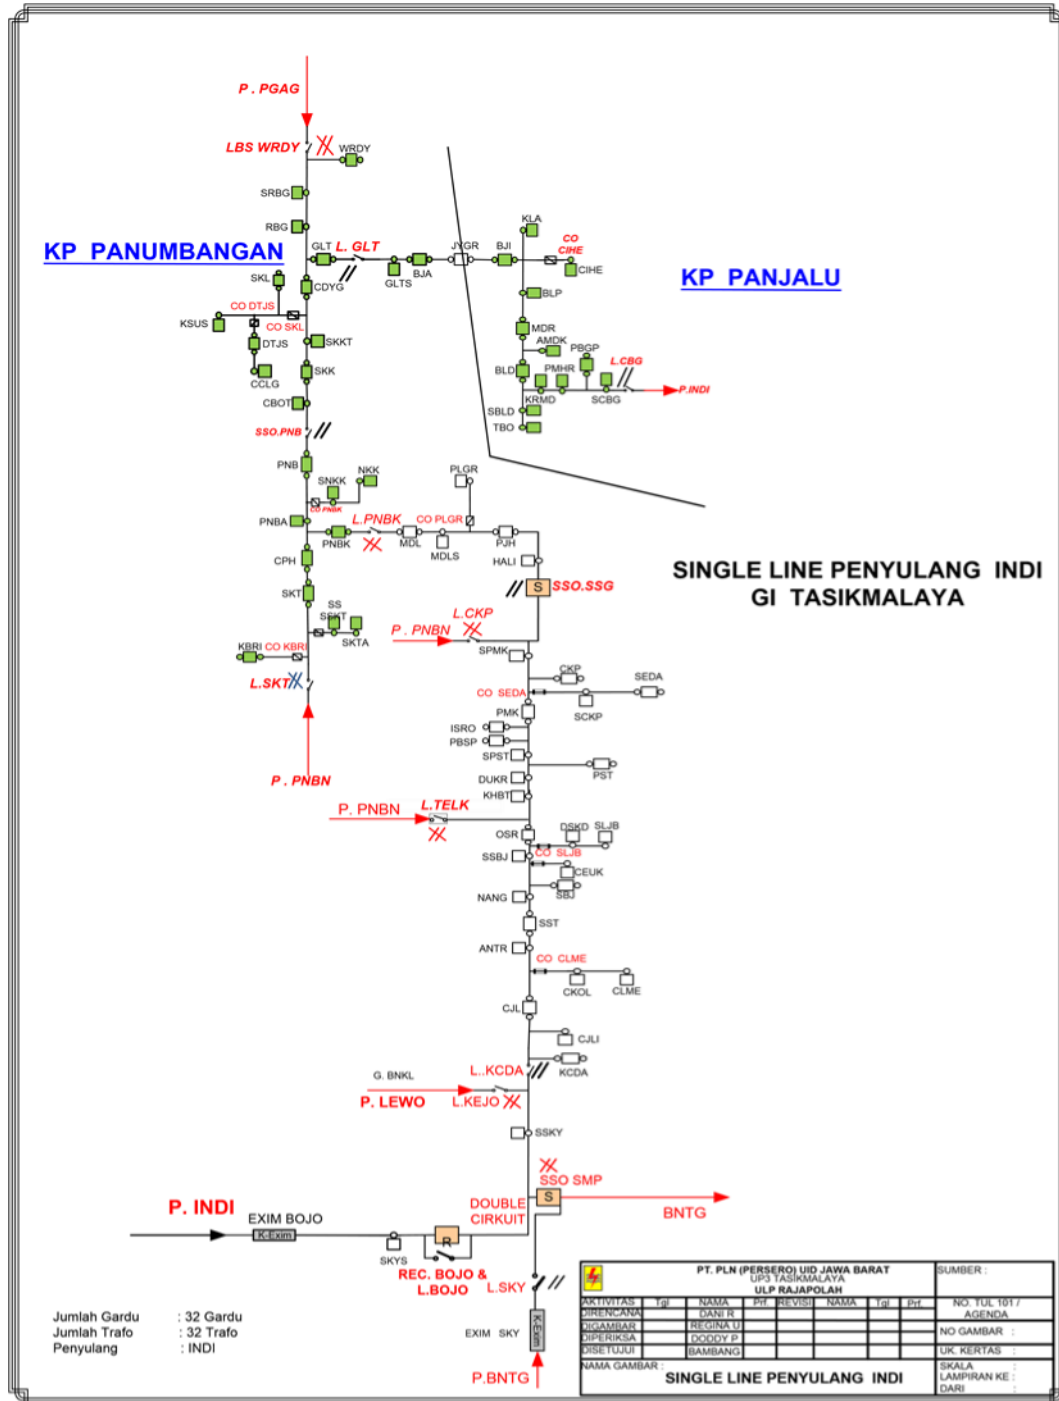 P . PGAG
LBS WRDY
WRDY
SRBG
RBG
KP PANUMBANGAN
GLT
L. GLT
GLTS
BJA
JYGR
BJI
KLA
CO CIHE
CIHE
KP PANJALU
SKL
CDYG
CO DTJS
KSUS
CO SKL
DTJS
CCLG
SKKT
SKK
CBOT
BLP
MDR
AMDK
BLD
PBGP
PMHR
L.CBG
KRMD
SCBG
P.INDI
SBLD
TBO
SSO.PNB
PNB
SNKK
NKK
CO PNBK
PNBA
PNBK
L.PNBK
MDL
MDLS
CO PLGR
PLGR
PJH
HALI
CPH
SKT
S
SSO.SSG
SINGLE LINE PENYULANG INDI
GI TASIKMALAYA
SS
SSKT
SKTA
KBRI
CO KBRI
L.SKT
P . PNBN
L.CKP
P . PNBN
SPMK
CKP
SEDA
CO SEDA
SCKP
PMK
ISRO
PBSP
SPST
PST
DUKR
KHBT
P. PNBN
L.TELK
OSR
DSKD
SLJB
SSBJ
CO SLJB
CEUK
SBJ
NANG
SST
ANTR
CO CLME
CKOL
CLME
CJL
CJLI
L..KCDA
KCDA
G. BNKL
P. LEWO
L.KEJO
SSKY
SSO SMP
S
DOUBLE
CIRKUIT
BNTG
P. INDI
EXIM BOJO
K-Exim
SKYS
R
REC. BOJO &
L.BOJO
L.SKY
EXIM SKY
K-Exim
P.BNTG
Jumlah Gardu : 32 Gardu
Jumlah Trafo : 32 Trafo
Penyulang : INDI
PT. PLN (PERSERO) UID JAWA BARAT
UP3 TASIKMALAYA
ULP RAJAPOLAH
SUMBER :
AKTIVITAS Tgl NAMA Prf. REVISI NAMA Tgl Prf.
NO. TUL 101 /
AGENDA
DIRENCANA DANI R
DIGAMBAR REGINA U
NO GAMBAR :
DIPERIKSA DODDY P
DISETUJUI BAMBANG
UK. KERTAS :
NAMA GAMBAR :
SINGLE LINE PENYULANG INDI
SKALA :
LAMPIRAN KE :
DARI :